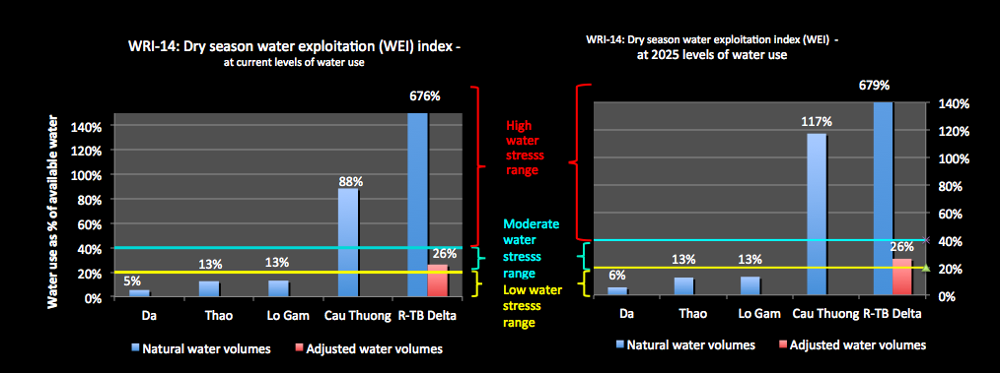 WRI-14: Dry season water exploitation (WEI) index -
at current levels of water use
Water use as % of available water
140%
120%
100%
80%
60%
40%
20%
0%
676%
88%
26%
13%
13%
5%
Da
Thao
Lo Gam
Cau Thuong
R-TB Delta
Natural water volumes
Adjusted water volumes
High
water
stresss
range
Moderate
water
stresss
range
Low water
stresss
range
WRI-14: Dry season water exploitation index (WEI) -
at 2025 levels of water use
679%
117%
26%
13%
13%
6%
140%
120%
100%
80%
60%
40%
20%
0%
Da
Thao
Lo Gam
Cau Thuong
R-TB Delta
Natural water volumes
Adjusted water volumes